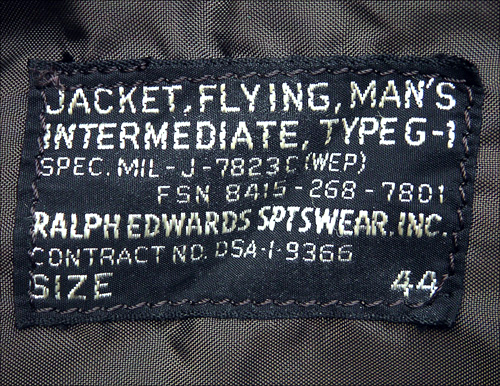 JACKET, FLYING, MAN'S
INTERMEDIATE, TYPE G-1
SPEC. MIL-J-7823C (WEP)
FSN 8415-268-7801
RALPH EDWARDS SPTSWEAR. INC.
CONTRACT NO. DSA-1-9366
SIZE 44